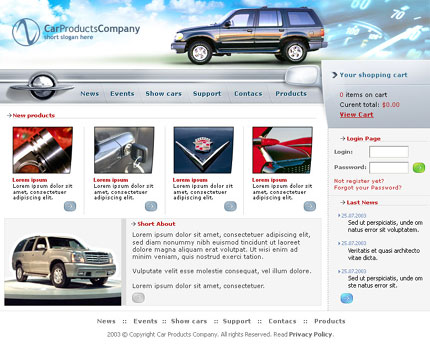 CarProductsCompany
short slogan here
News Events Show cars Support Contacs Products
Your shopping cart
0 items on cart
Curent total: $0.00
View Cart
New products
Lorem ipsum
Lorem ipsum dolor sit
amet, consectetuer
adipiscing elit.
Lorem ipsum
Lorem ipsum dolor sit
amet, consectetuer
adipiscing elit.
Lorem ipsum
Lorem ipsum dolor sit
amet, consectetuer
adipiscing elit.
Lorem ipsum
Lorem ipsum dolor sit
amet, consectetuer
adipiscing elit.
Login Page
Login:
Password:
Not register yet?
Forgot your Password?
Short About
Lorem ipsum dolor sit amet, consectetuer
adipiscing elit, sed diam nonummy nibh euismod
dolore magna aliquam erat volutpat. Ut wisi enim ad
minim veniam, quis nostrud exerci tation.
Vulputate velit esse molestie consequat, vel dolore.
Lorem ipsum dolor, consectetuer.
Last News
25.07.2003
Sed ut perspiciatis, unde om
natus error sit voluptatem.
25.07.2003
Veritatis et quasi architecto
vitae dicta.
25.07.2003
Sed ut perspiciatis, unde om
iste natus error sit.
News :: Events :: Show cars :: Support :: Contacs :: Products
2003 © Copyright Car Products Company. All rights Reserved. Read Privacy Policy.